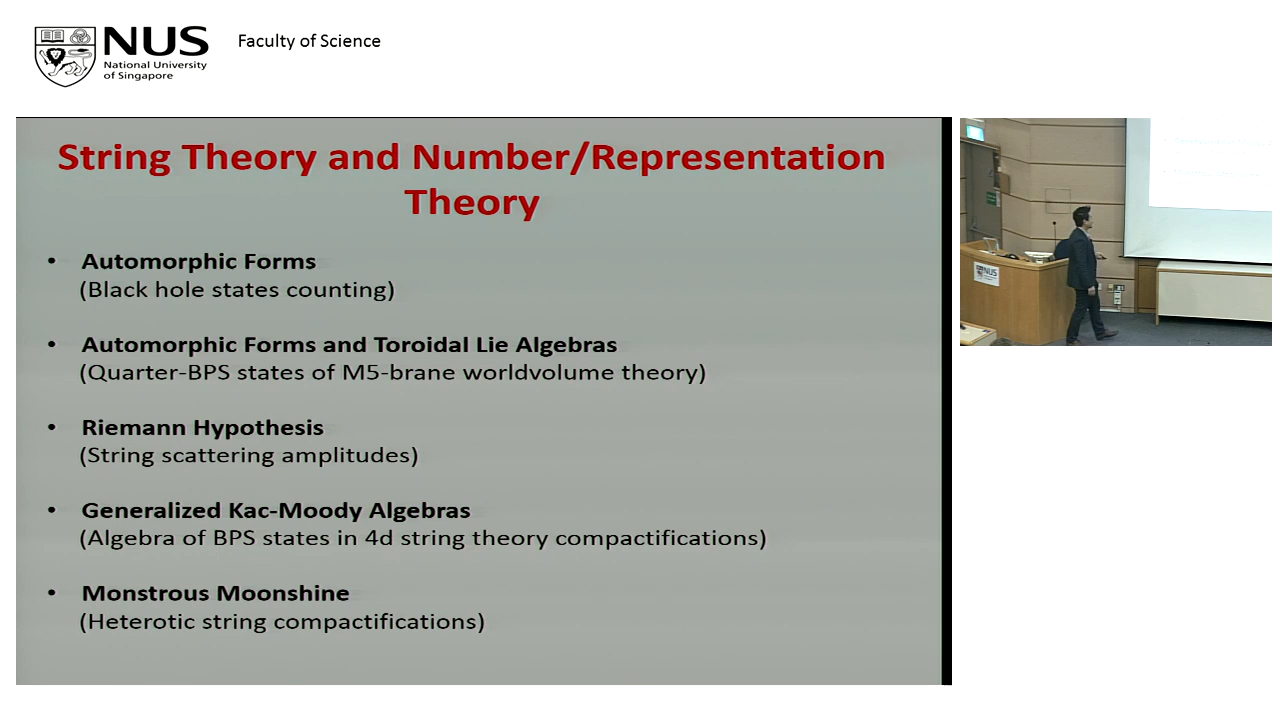 NUS
National University
of Singapore
Faculty of Science
String Theory and Number/Representation
Theory
• Automorphic Forms
(Black hole states counting)
• Automorphic Forms and Toroidal Lie Algebras
(Quarter-BPS states of M5-brane worldvolume theory)
• Riemann Hypothesis
(String scattering amplitudes)
• Generalized Kac-Moody Algebras
(Algebra of BPS states in 4d string theory compactifications)
• Monstrous Moonshine
(Heterotic string compactifications)
NUS